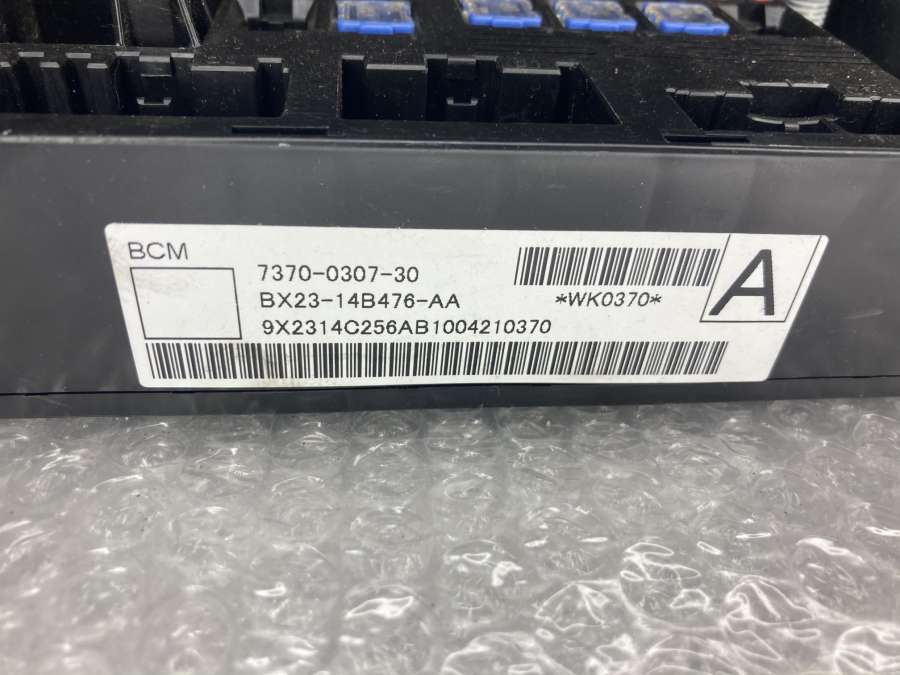 BCM
7370-0307-30
BX23-14B476-AA
*WK0370*
A
9X2314C256AB1004210370